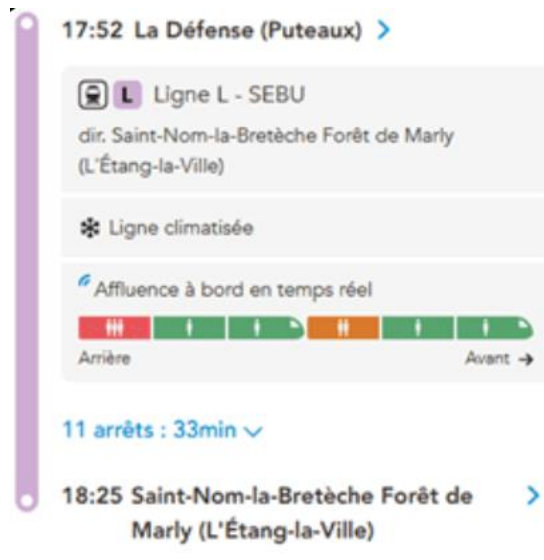 17:52 La Défense (Puteaux)
L Ligne L - SEBU
dir. Saint-Nom-la-Bretèche Forêt de Marly
(L'Étang-la-Ville)
Ligne climatisée
Affluence à bord en temps réel
Arrière Avant →
11 arrêts : 33min
18:25 Saint-Nom-la-Bretèche Forêt de
Marly (L'Étang-la-Ville)